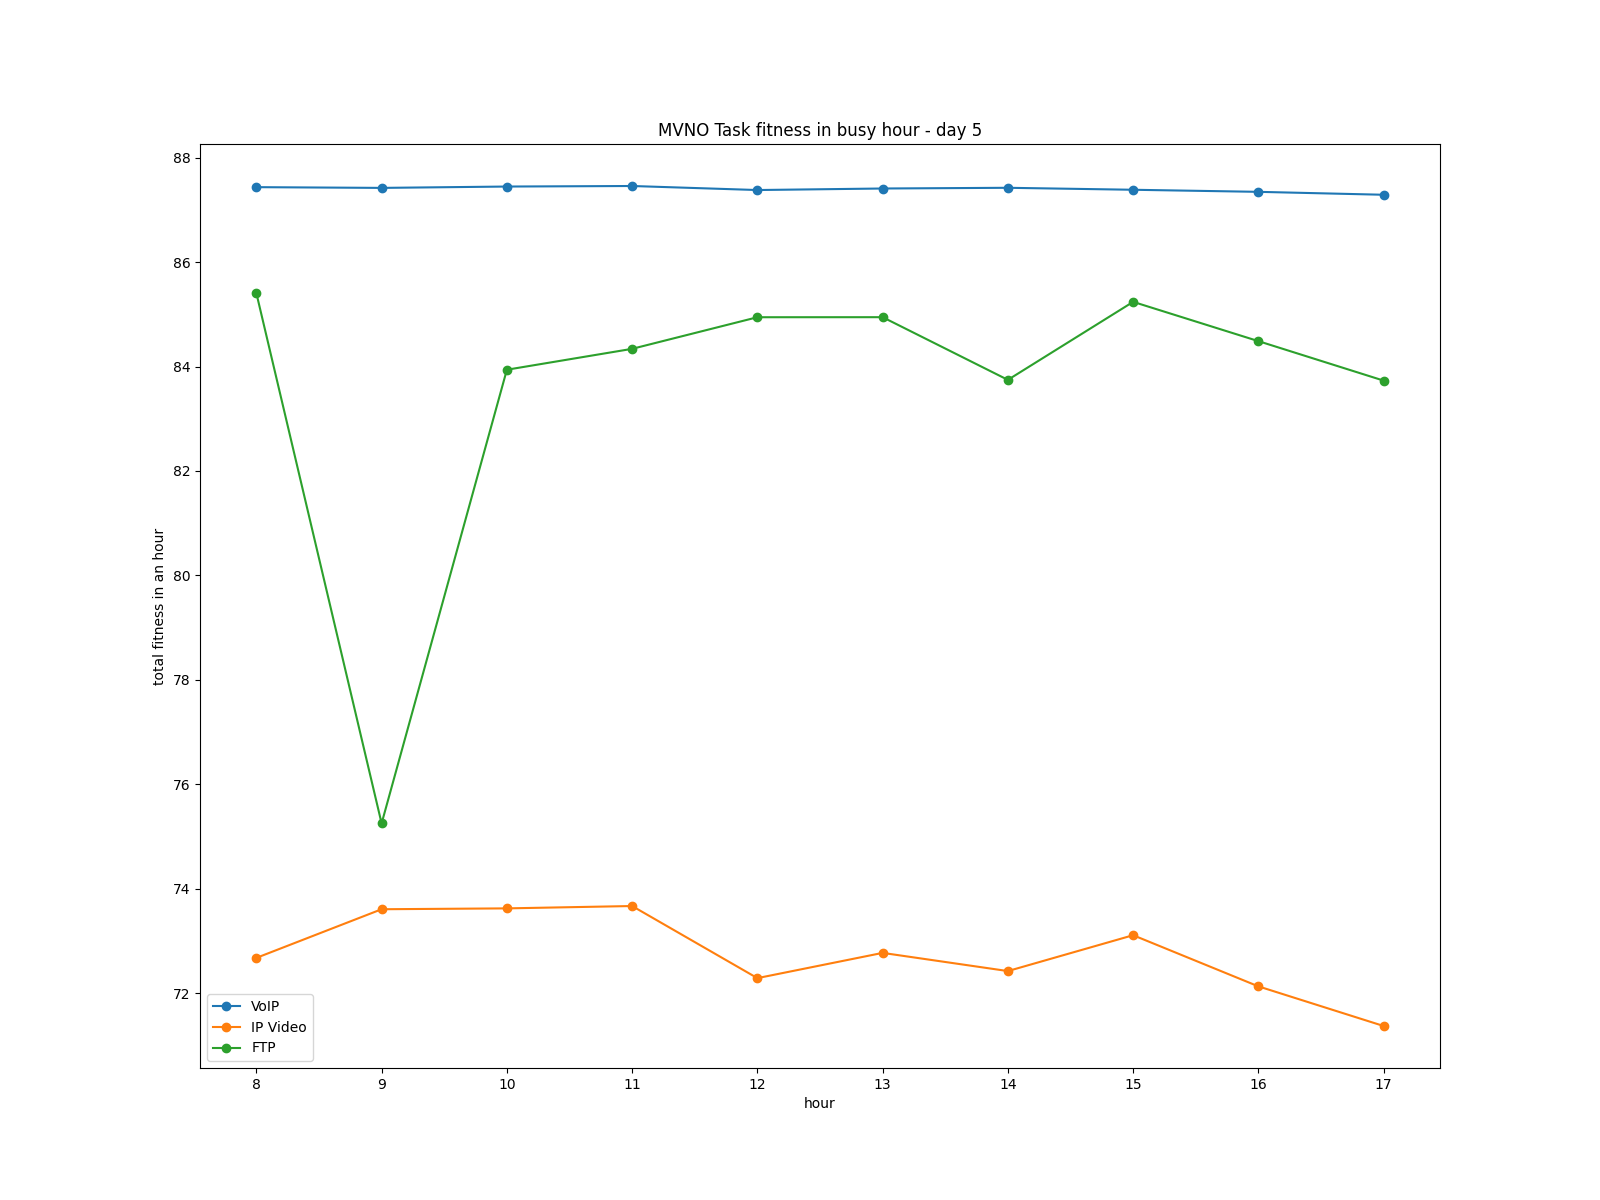 MVNO Task fitness in busy hour - day 5
88
86
84
82
80
78
76
74
72
total fitness in an hour
VoIP
IP Video
FTP
8 9 10 11 12 13 14 15 16 17
hour